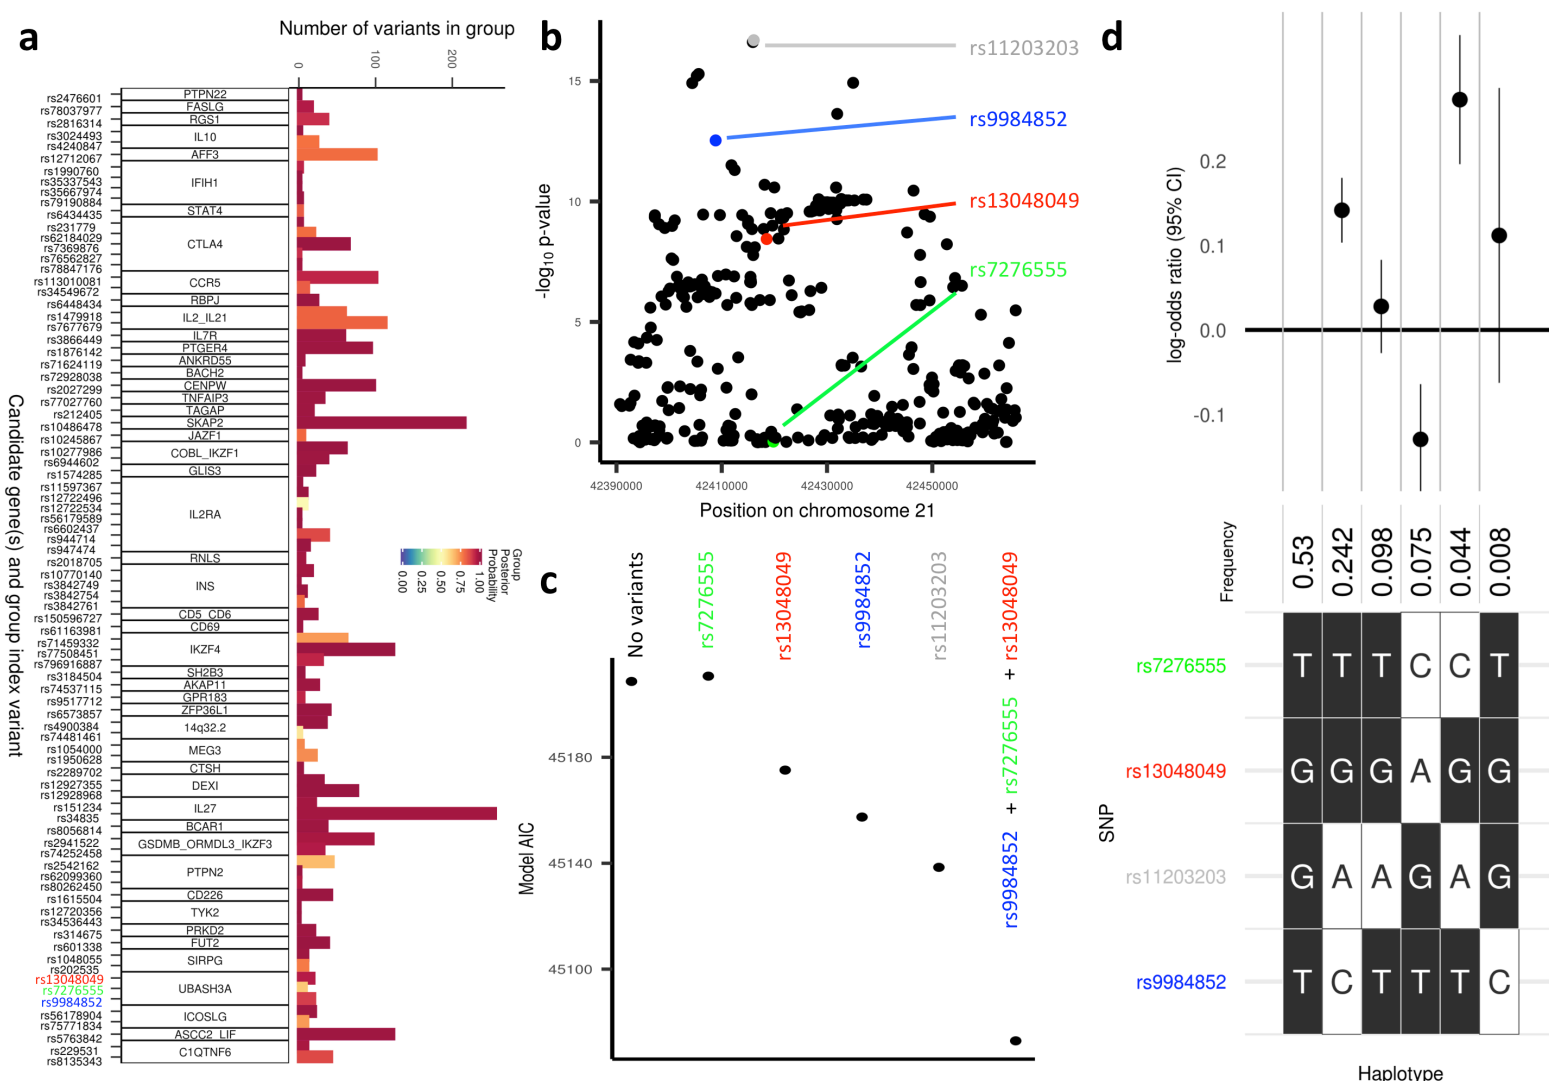 a
Number of variants in group
0
100
200
Candidate gene(s) and group index variant
rs2476601
rs78037977
rs2816314
rs3024493
rs4240847
rs12712067
rs1990760
rs35337543
rs35667974
rs79190884
rs6434435
rs231779
rs62184029
rs7369876
rs76562827
rs78847176
rs113010081
rs34549672
rs6448434
rs1479918
rs7677679
rs3866449
rs1876142
rs71624119
rs72928038
rs2027299
rs77027760
rs212405
rs10486478
rs10245867
rs10277986
rs6944602
rs1574285
rs11597367
rs12722496
rs12722534
rs56179589
rs6602437
rs944714
rs947474
rs2018705
rs10770140
rs3842749
rs3842754
rs3842761
rs150596727
rs61163981
rs71459332
rs77508451
rs796916887
rs3184504
rs74537115
rs9517712
rs6573857
rs4900384
rs74481461
rs1054000
rs1950628
rs2289702
rs12927355
rs12928968
rs151234
rs34835
rs8056814
rs2941522
rs74252458
rs2542162
rs62099360
rs80262450
rs1615504
rs12720356
rs34536443
rs314675
rs601338
rs1048055
rs202535
rs13048049
rs7276555
rs9984852
rs56178904
rs75771834
rs5763842
rs229531
rs8135343
PTPN22
FASLG
RGS1
IL10
AFF3
IFIH1
STAT4
CTLA4
CCR5
RBPJ
IL2_IL21
IL7R
PTGER4
ANKRD55
BACH2
CENPW
TNFAIP3
TAGAP
SKAP2
JAZF1
COBL_IKZF1
GLIS3
IL2RA
RNLS
INS
CD5_CD6
CD69
IKZF4
SH2B3
AKAP11
GPR183
ZFP36L1
14q32.2
MEG3
CTSH
DEXI
IL27
BCAR1
GSDMB_ORMDL3_IKZF3
PTPN2
CD226
TYK2
PRKD2
FUT2
SIRPG
UBASH3A
ICOSLG
ASCC2_LIF
C1QTNF6
Group
Posterior
Probability
0.00
0.25
0.50
0.75
1.00
b
-log10 p-value
15
10
5
0
rs11203203
rs9984852
rs13048049
rs7276555
42390000
42410000
42430000
42450000
Position on chromosome 21
c
No variants
rs7276555
rs13048049
rs9984852
rs11203203
rs9984852 + rs7276555 + rs13048049
Model AIC
45180
45140
45100
d
log-odds ratio (95% CI)
0.2
0.1
0.0
-0.1
Frequency
0.53
0.242
0.098
0.075
0.044
0.008
SNP
rs7276555
T T T C C T
rs13048049
G G G A G G
rs11203203
G A A G A G
rs9984852
T C T T T C
Haplotype